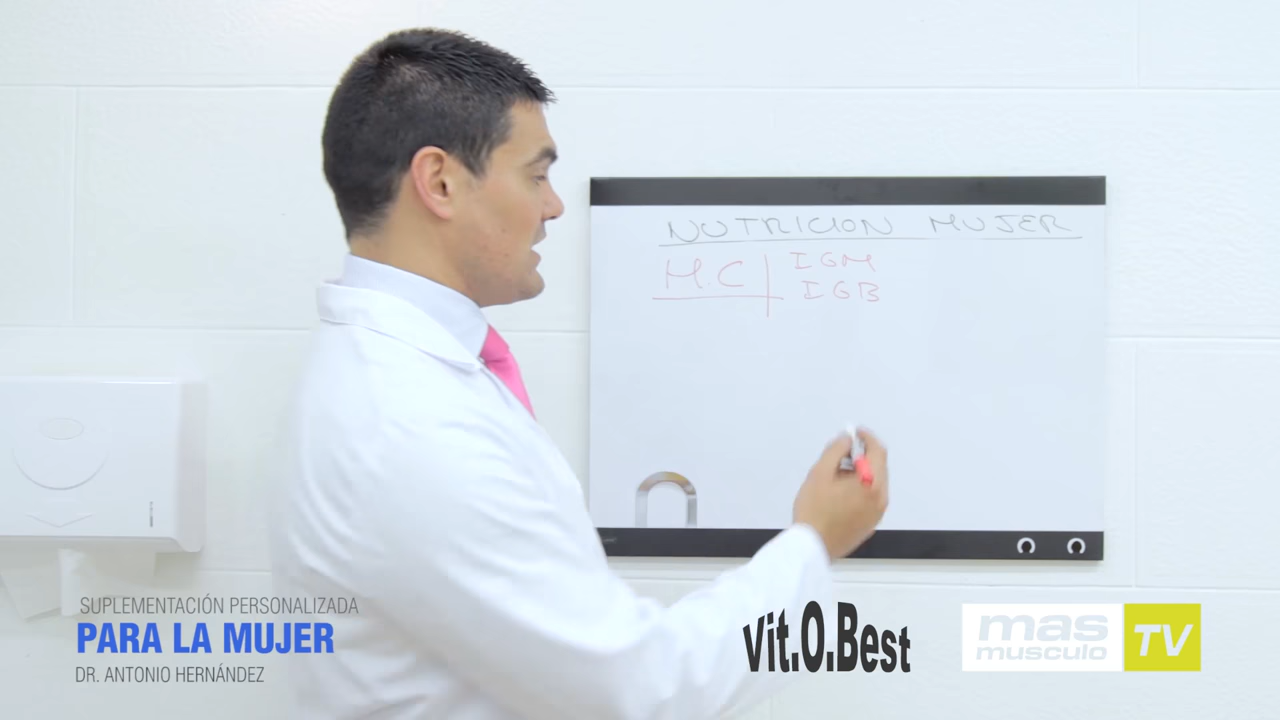 NUTRICION MUJER
M.C
IGM
IGB
SUPLEMENTACIÓN PERSONALIZADA
PARA LA MUJER
DR. ANTONIO HERNÁNDEZ
Vit.O.Best
mas
musculo
TV